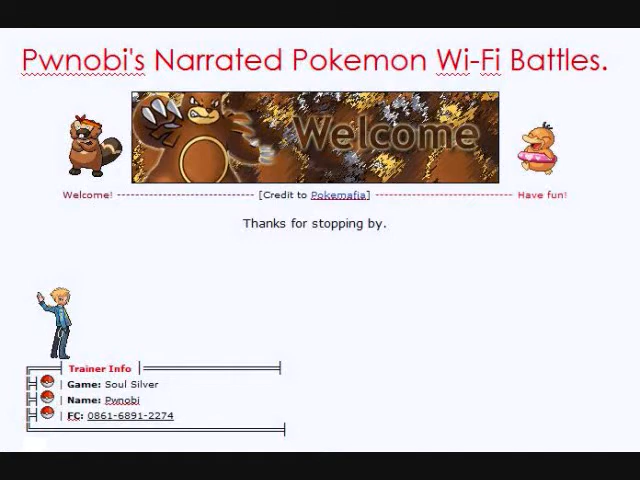 Pwnobi's Narrated Pokemon Wi-Fi Battles.
Welcome
Welcome! ---------------------------- [Credit to Pokemafia] ---------------------------- Have fun!
Thanks for stopping by.
Trainer Info
| Game: Soul Silver
| Name: Pwnobi
| FC: 0861-6891-2274